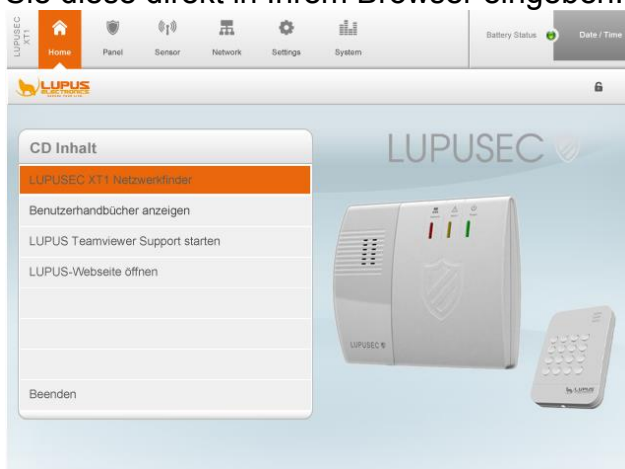 Sie diese direkt in Ihrem Browser eingeben.
LUPUSEC
XT1
Home
Panel
Sensor
Network
Settings
System
Battery Status
Date / Time
LUPUS
ELECTRONICS
CD Inhalt
LUPUSEC
LUPUSEC XT1 Netzwerkfinder
Benutzerhandbücher anzeigen
LUPUS Teamviewer Support starten
LUPUS-Webseite öffnen
LUPUSEC
LUPUS
Beenden